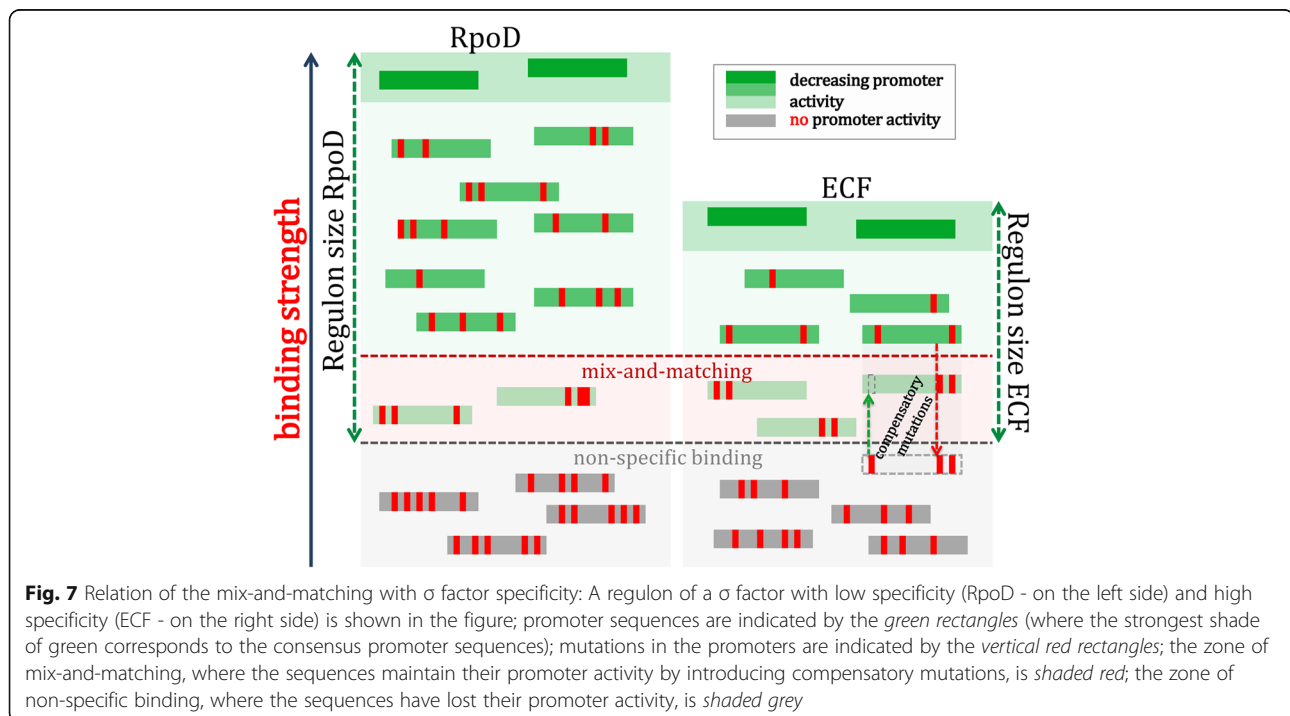 RpoD
decreasing promoter
activity
no promoter activity
binding strength
Regulon size RpoD
ECF
Regulon size ECF
mix-and-matching
compensatory
mutations
non-specific binding
Fig. 7 Relation of the mix-and-matching with σ factor specificity: A regulon of a σ factor with low specificity (RpoD - on the left side) and high
specificity (ECF - on the right side) is shown in the figure; promoter sequences are indicated by the green rectangles (where the strongest shade
of green corresponds to the consensus promoter sequences); mutations in the promoters are indicated by the vertical red rectangles; the zone of
mix-and-matching, where the sequences maintain their promoter activity by introducing compensatory mutations, is shaded red; the zone of
non-specific binding, where the sequences have lost their promoter activity, is shaded grey